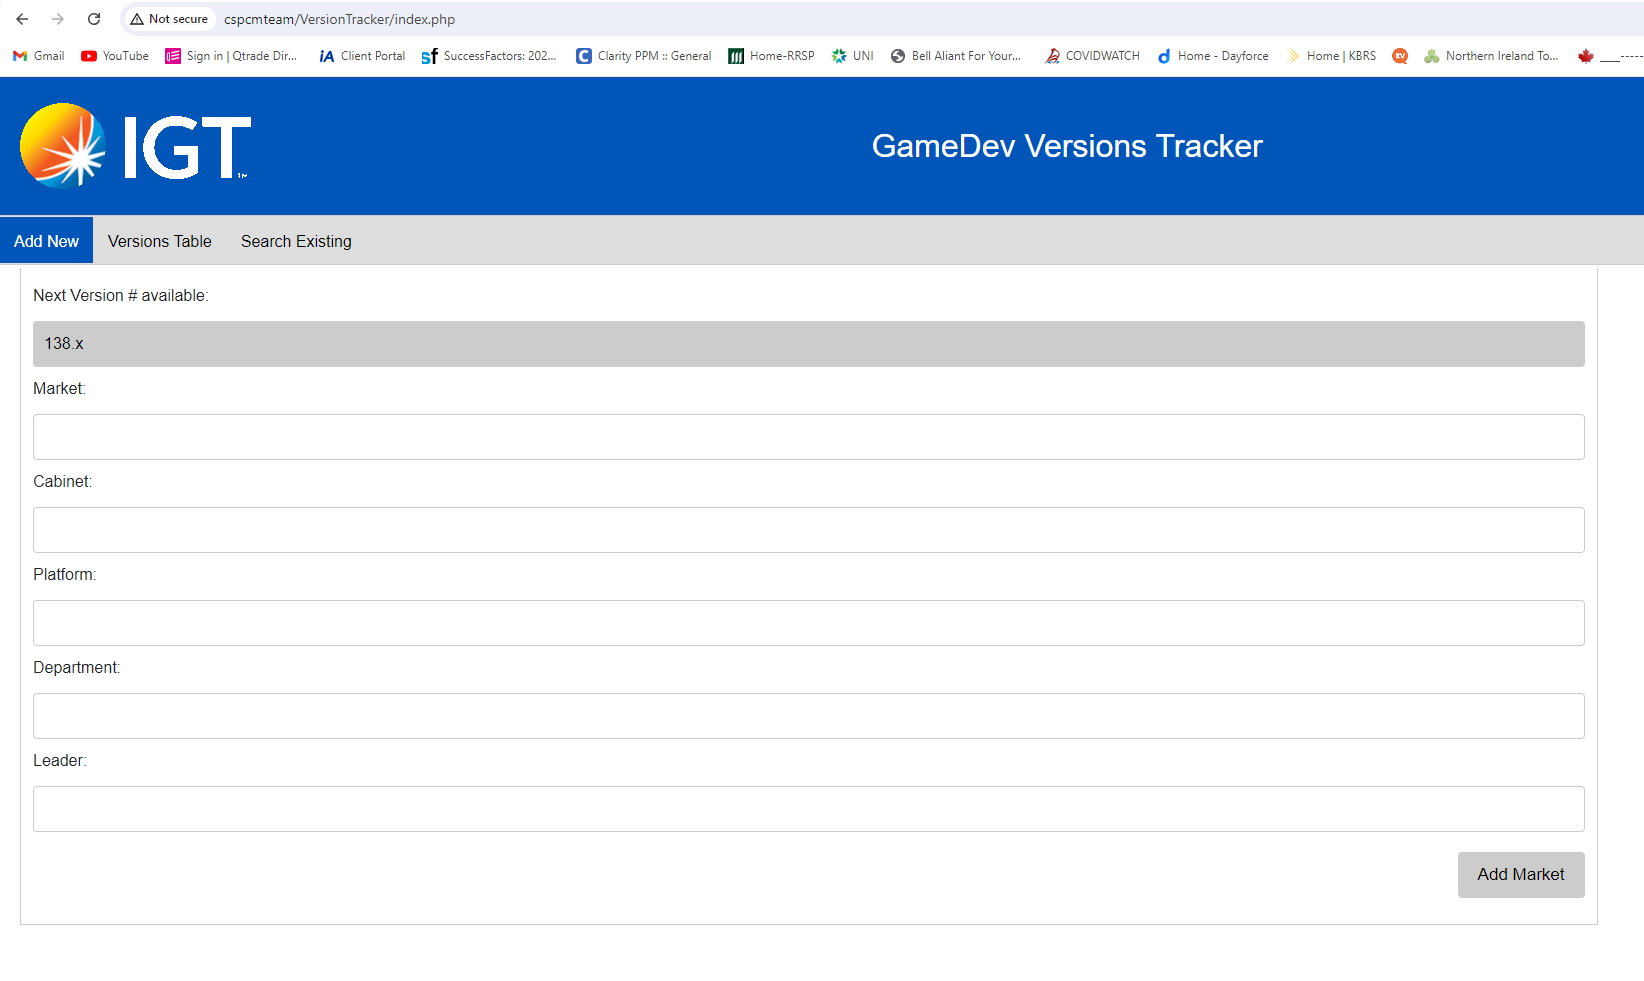 Not secure cspcmteam/VersionTracker/index.php
Gmail YouTube Sign in | Qtrade Dir... iA Client Portal SuccessFactors: 202... Clarity PPM :: General Home-RRSP UNI Bell Aliant For Your... COVIDWATCH Home - Dayforce Home | KBRS Northern Ireland To... ___-----
IGT™ GameDev Versions Tracker
Add New Versions Table Search Existing
Next Version # available:
138.x
Market:
Cabinet:
Platform:
Department:
Leader:
Add Market